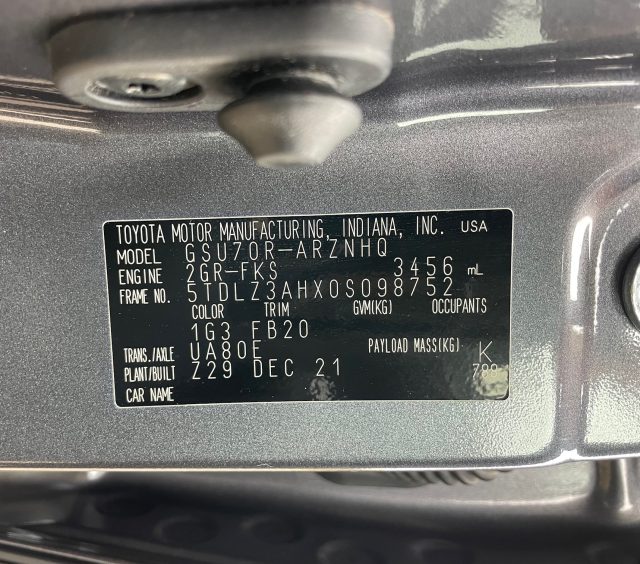 TOYOTA MOTOR MANUFACTURING, INDIANA, INC. USA
MODEL GSU70R-ARZNHQ
ENGINE 2GR-FKS 3456 mL
FRAME NO. 5TDLZ3AHX0S098752
COLOR TRIM GVM(KG) OCCUPANTS
1G3 FB20
TRANS./AXLE UA80E PAYLOAD MASS(KG) K
PLANT/BUILT Z29 DEC 21
CAR NAME